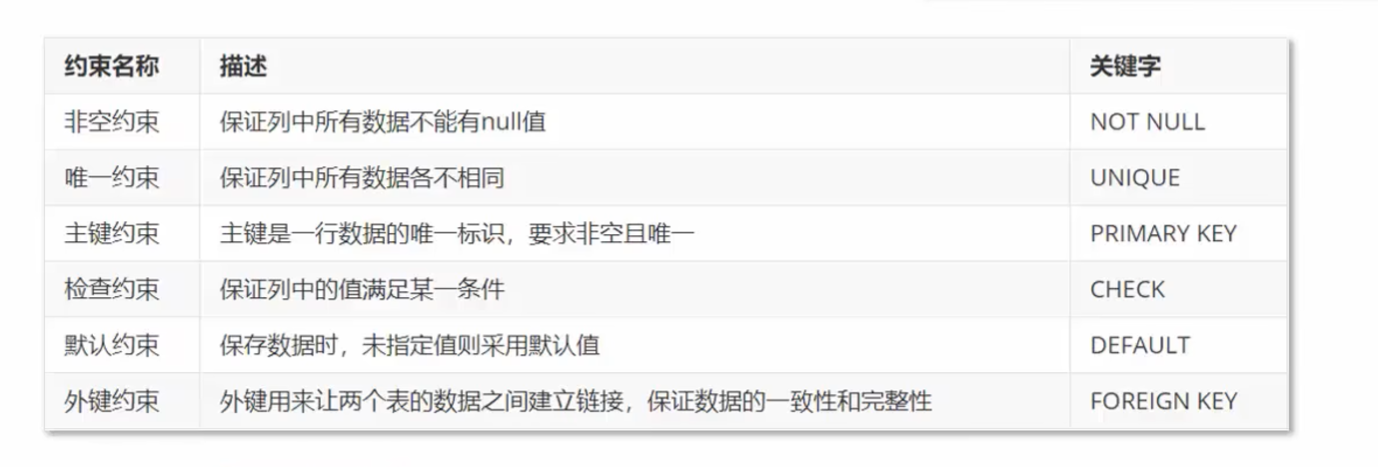 约束名称 描述 关键字
非空约束 保证列中所有数据不能有null值 NOT NULL
唯一约束 保证列中所有数据各不相同 UNIQUE
主键约束 主键是一行数据的唯一标识，要求非空且唯一 PRIMARY KEY
检查约束 保证列中的值满足某一条件 CHECK
默认约束 保存数据时，未指定值则采用默认值 DEFAULT
外键约束 外键用来让两个表的数据之间建立链接，保证数据的一致性和完整性 FOREIGN KEY